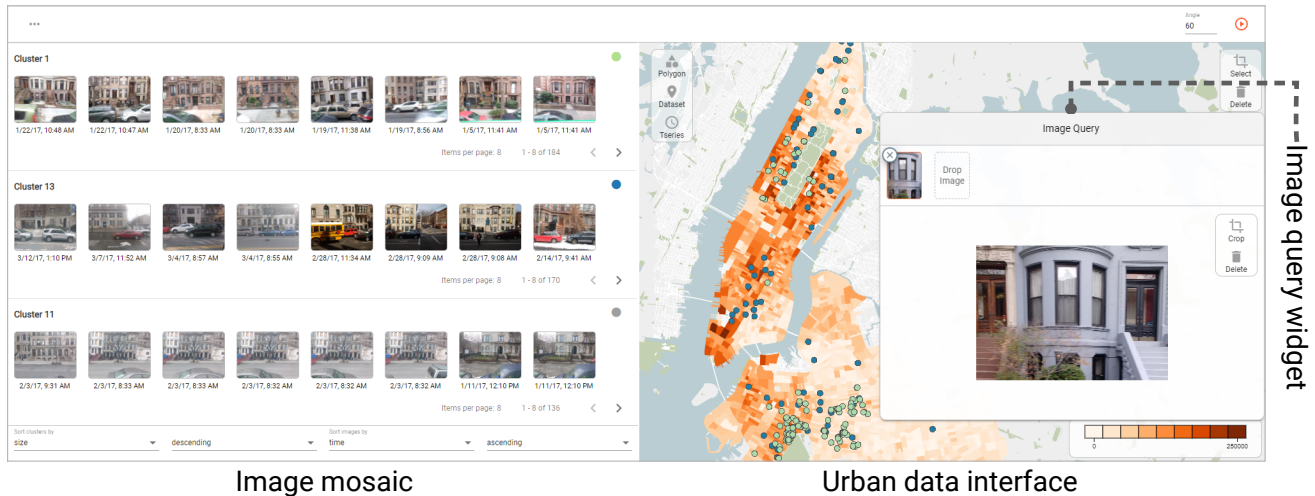 ...
Angle
60
Cluster 1
1/22/17, 10:48 AM 1/22/17, 10:47 AM 1/20/17, 8:33 AM 1/20/17, 8:33 AM 1/19/17, 11:38 AM 1/19/17, 8:56 AM 1/5/17, 11:41 AM 1/5/17, 11:41 AM
Items per page: 8 1 - 8 of 184
Cluster 13
3/12/17, 1:10 PM 3/7/17, 11:52 AM 3/4/17, 8:57 AM 3/4/17, 8:55 AM 2/28/17, 11:34 AM 2/28/17, 9:09 AM 2/28/17, 9:08 AM 2/14/17, 9:41 AM
Items per page: 8 1 - 8 of 170
Cluster 11
2/3/17, 9:31 AM 2/3/17, 8:33 AM 2/3/17, 8:33 AM 2/3/17, 8:32 AM 2/3/17, 8:32 AM 2/3/17, 8:32 AM 1/11/17, 12:10 PM 1/11/17, 12:10 PM
Items per page: 8 1 - 8 of 136
Sort clusters by
size
descending
Sort images by
time
ascending
Polygon
Dataset
Tseries
Select
Delete
Image Query
Drop
Image
Crop
Delete
0 250000
Image query widget
Image mosaic
Urban data interface